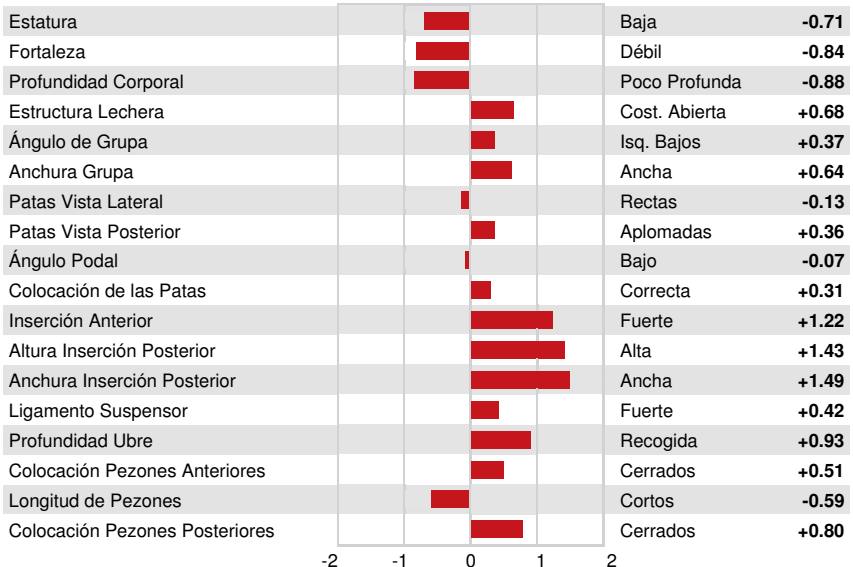 Estatura Baja -0.71
Fortaleza Débil -0.84
Profundidad Corporal Poco Profunda -0.88
Estructura Lechera Cost. Abierta +0.68
Ángulo de Grupa Isq. Bajos +0.37
Anchura Grupa Ancha +0.64
Patas Vista Lateral Rectas -0.13
Patas Vista Posterior Aplomadas +0.36
Ángulo Podal Bajo -0.07
Colocación de las Patas Correcta +0.31
Inserción Anterior Fuerte +1.22
Altura Inserción Posterior Alta +1.43
Anchura Inserción Posterior Ancha +1.49
Ligamento Suspensor Fuerte +0.42
Profundidad Ubre Recogida +0.93
Colocación Pezones Anteriores Cerrados +0.51
Longitud de Pezones Cortos -0.59
Colocación Pezones Posteriores Cerrados +0.80
-2 -1 0 1 2